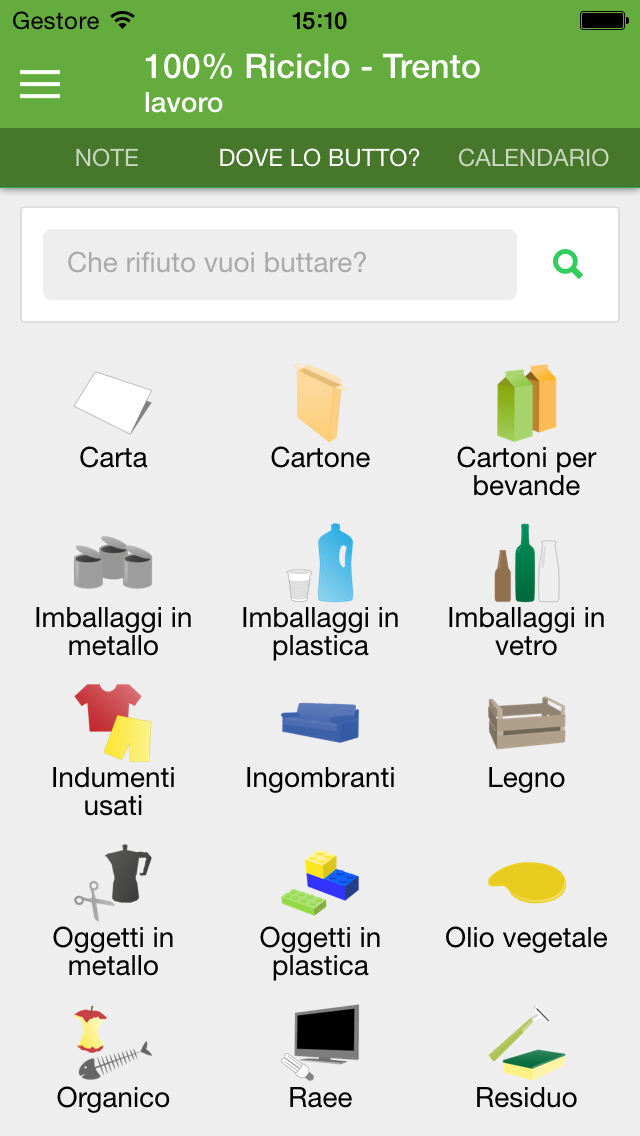 Gestore 15:10
100% Riciclo - Trento
lavoro
NOTE DOVE LO BUTTO? CALENDARIO
Che rifiuto vuoi buttare?
Carta Cartone Cartoni per
bevande
Imballaggi in Imballaggi in Imballaggi in
metallo plastica vetro
Indumenti Ingombranti Legno
usati
Oggetti in Oggetti in Olio vegetale
metallo plastica
Organico Raee Residuo